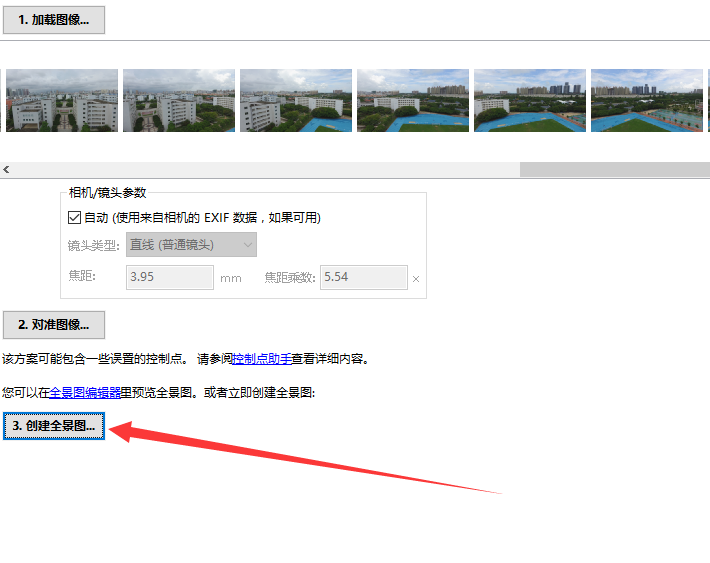 1. 加载图像...
相机/镜头参数
自动 (使用来自相机的 EXIF 数据，如果可用)
镜头类型: 直线 (普通镜头)
焦距: 3.95 mm 焦距乘数: 5.54 ×
2. 对准图像...
该方案可能包含一些误置的控制点。 请参阅控制点助手查看详细内容。
您可以在全景图编辑器里预览全景图。或者立即创建全景图:
3. 创建全景图...